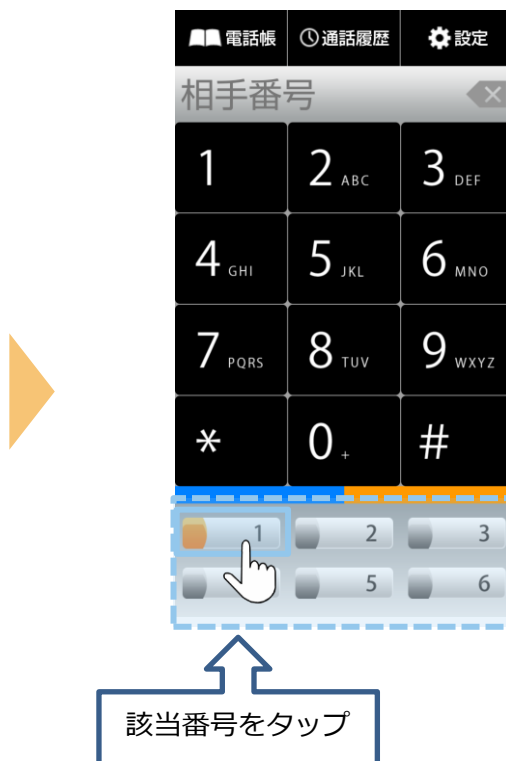 電話帳 通話履歴 設定
相手番号
1 2 ABC 3 DEF
4 GHI 5 JKL 6 MNO
7 PQRS 8 TUV 9 WXYZ
* 0 + #
1 2 3
5 6
該当番号をタップ